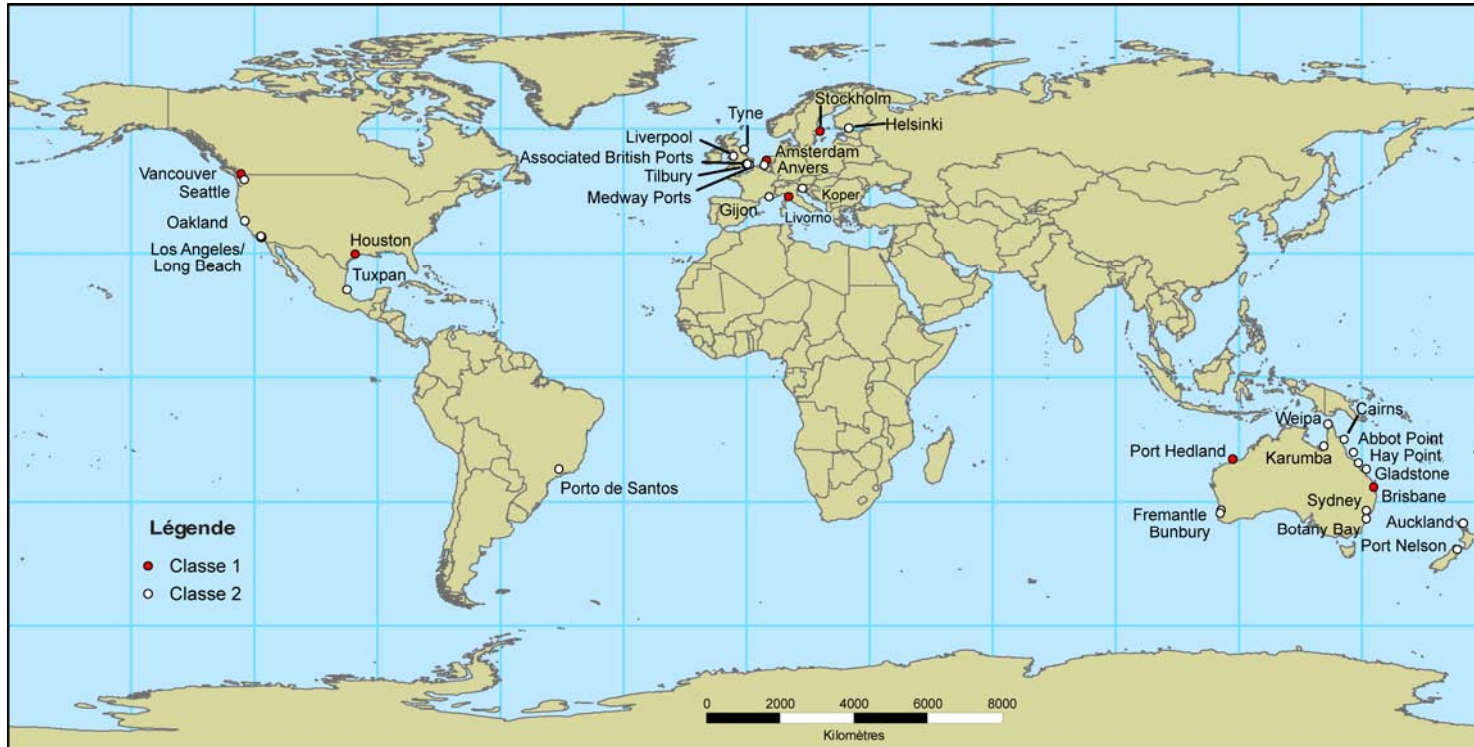 Stockholm
Tyne
Helsinki
Liverpool
Associated British Ports
Amsterdam
Tilbury
Anvers
Medway Ports
Koper
Gijon
Livorno
Vancouver
Seattle
Oakland
Los Angeles/
Long Beach
Houston
Tuxpan
Porto de Santos
Weipa
Cairns
Abbot Point
Port Hedland
Karumba
Hay Point
Gladstone
Brisbane
Sydney
Fremantle
Bunbury
Botany Bay
Auckland
Port Nelson
Légende
Classe 1
Classe 2
0 2000 4000 6000 8000
Kilomètres